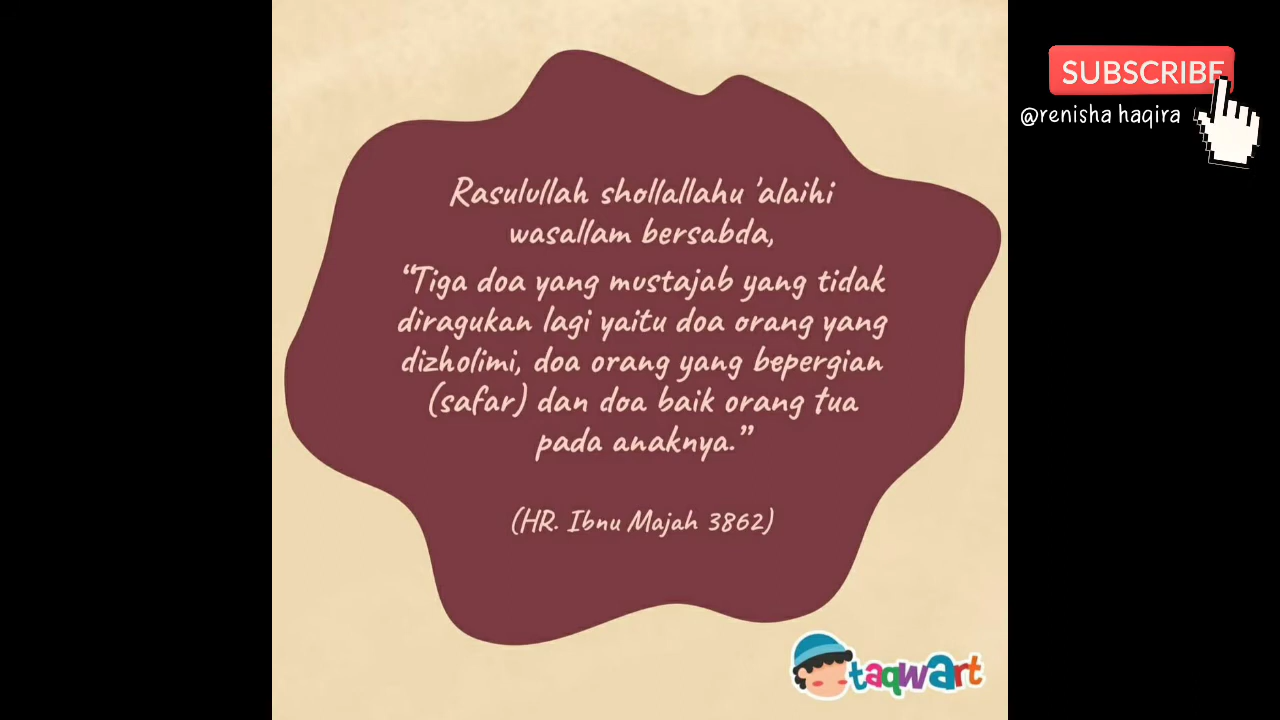 SUBSCRIBE
@renisha haqira
Rasulullah shollallahu 'alaihi
wasallam bersabda,
“Tiga doa yang mustajab yang tidak
diragukan lagi yaitu doa orang yang
dizholimi, doa orang yang bepergian
(safar) dan doa baik orang tua
pada anaknya.”
(HR. Ibnu Majah 3862)
taqwart